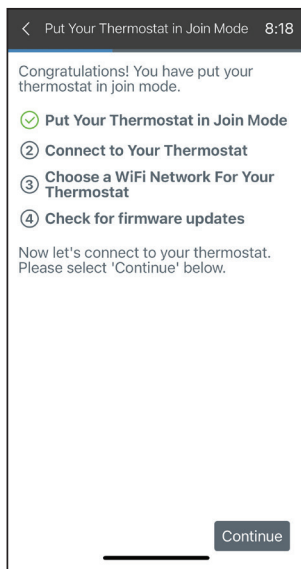 Put Your Thermostat in Join Mode 8:18
Congratulations! You have put your
thermostat in join mode.
Put Your Thermostat in Join Mode
2 Connect to Your Thermostat
3 Choose a WiFi Network For Your
Thermostat
4 Check for firmware updates
Now let's connect to your thermostat.
Please select 'Continue' below.
Continue